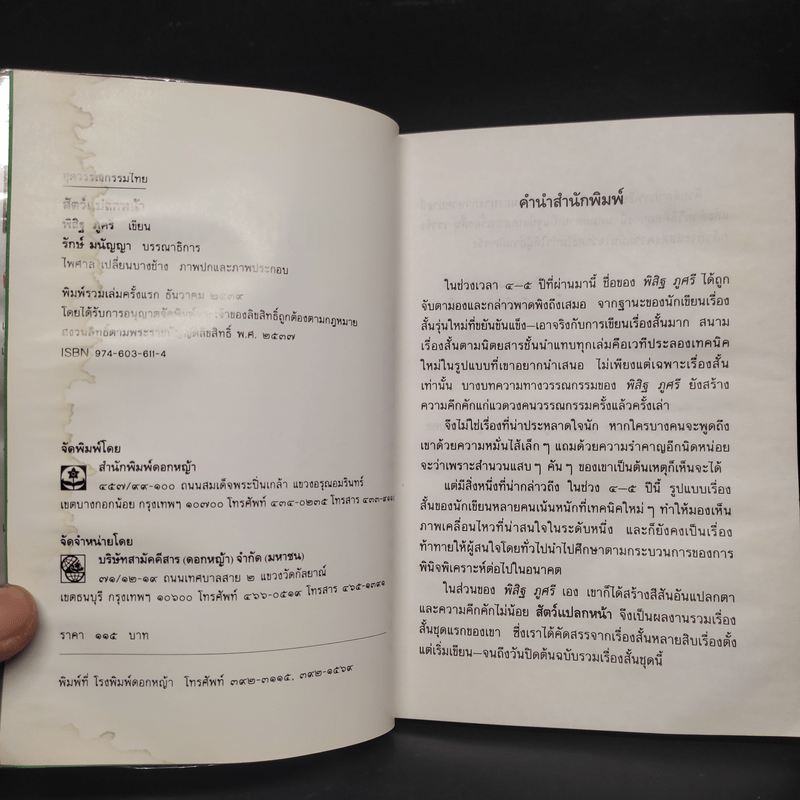 ชุดวรรณกรรมไทย
สัตว์แปลกหน้า
พิสิฐ ภูศรี เขียน
รักษ์ มนัญญา บรรณาธิการ
ไพศาล เปลี่ยนบางช้าง ภาพปกและภาพประกอบ
พิมพ์รวมเล่มครั้งแรก ธันวาคม ๒๕๓๙
โดยได้รับการอนุญาตจัดพิมพ์จากเจ้าของลิขสิทธิ์ถูกต้องตามกฎหมาย
สงวนลิขสิทธิ์ตามพระราชบัญญัติลิขสิทธิ์ พ.ศ. ๒๕๓๗
ISBN 974-603-611-4
จัดพิมพ์โดย
สำนักพิมพ์ดอกหญ้า
๔๕๗/๙๙-๑๐๐ ถนนสมเด็จพระปิ่นเกล้า แขวงอรุณอมรินทร์
เขตบางกอกน้อย กรุงเทพฯ ๑๐๗๐๐ โทรศัพท์ ๔๓๔-๐๒๓๕ โทรสาร
จัดจำหน่ายโดย
บริษัทสามัคคีสาร (ดอกหญ้า) จำกัด (มหาชน)
๗๑/๑๒-๑๙ ถนนเทศบาลสาย ๒ แขวงวัดกัลยาณ์
เขตธนบุรี กรุงเทพฯ ๑๐๖๐๐ โทรศัพท์ ๔๖๖-๐๕๑๙ โทรสาร ๔๖๕-๑๓๙๑
ราคา ๑๑๕ บาท
พิมพ์ที่ โรงพิมพ์ดอกหญ้า โทรศัพท์ ๓๙๒-๓๑๑๕, ๓๙๒-๑๕๖๙
คำนำสำนักพิมพ์
ในช่วงเวลา ๔-๕ ปีที่ผ่านมานี้ ชื่อของ พิสิฐ ภูศรี ได้ถูก
จับตามองและกล่าวพาดพิงถึงเสมอ จากฐานะของนักเขียนเรื่อง
สั้นรุ่นใหม่ที่ขยันขันแข็ง-เอาจริงกับการเขียนเรื่องสั้นมาก สนาม
เรื่องสั้นตามนิตยสารชั้นนำแทบทุกเล่มคือเวทีประลองเทคนิค
ใหม่ในรูปแบบที่เขาอยากนำเสนอ ไม่เพียงแต่เฉพาะเรื่องสั้น
เท่านั้น บางบทความทางวรรณกรรมของ พิสิฐ ภูศรี ยังสร้าง
ความคึกคักแก่แวดวงคนวรรณกรรมครั้งแล้วครั้งเล่า
จึงไม่ใช่เรื่องที่น่าประหลาดใจนัก หากใครบางคนจะพูดถึง
เขาด้วยความหมั่นไส้เล็ก ๆ แถมด้วยความรำคาญอีกนิดหน่อย
จะว่าเพราะสำนวนแสบ ๆ คัน ๆ ของเขาเป็นต้นเหตุก็เห็นจะได้
แต่มีสิ่งหนึ่งที่น่ากล่าวถึง ในช่วง ๔-๕ ปีนี้ รูปแบบเรื่อง
สั้นของนักเขียนหลายคนเน้นหนักที่เทคนิคใหม่ ๆ ทำให้มองเห็น
ภาพเคลื่อนไหวที่น่าสนใจในระดับหนึ่ง และก็ยังคงเป็นเรื่อง
ท้าทายให้ผู้สนใจโดยทั่วไปนำไปศึกษาตามกระบวนการของการ
พินิจพิเคราะห์ต่อไปในอนาคต
ในส่วนของ พิสิฐ ภูศรี เอง เขาก็ได้สร้างสีสันอันแปลกตา
และความคึกคักไม่น้อย สัตว์แปลกหน้า จึงเป็นผลงานรวมเรื่อง
สั้นชุดแรกของเขา ซึ่งเราได้คัดสรรจากเรื่องสั้นหลายสิบเรื่องตั้ง
แต่เริ่มเขียน-จนถึงวันปิดต้นฉบับรวมเรื่องสั้นชุดนี้